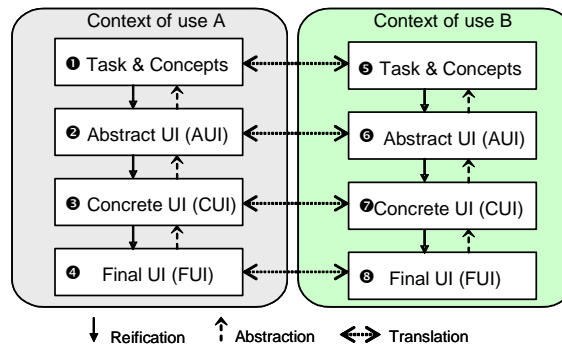 Context of use A
Context of use B
❶ Task & Concepts
❺ Task & Concepts
❷ Abstract UI (AUI)
❻ Abstract UI (AUI)
❸ Concrete UI (CUI)
❼Concrete UI (CUI)
❹ Final UI (FUI)
❽ Final UI (FUI)
Reification
Abstraction
Translation